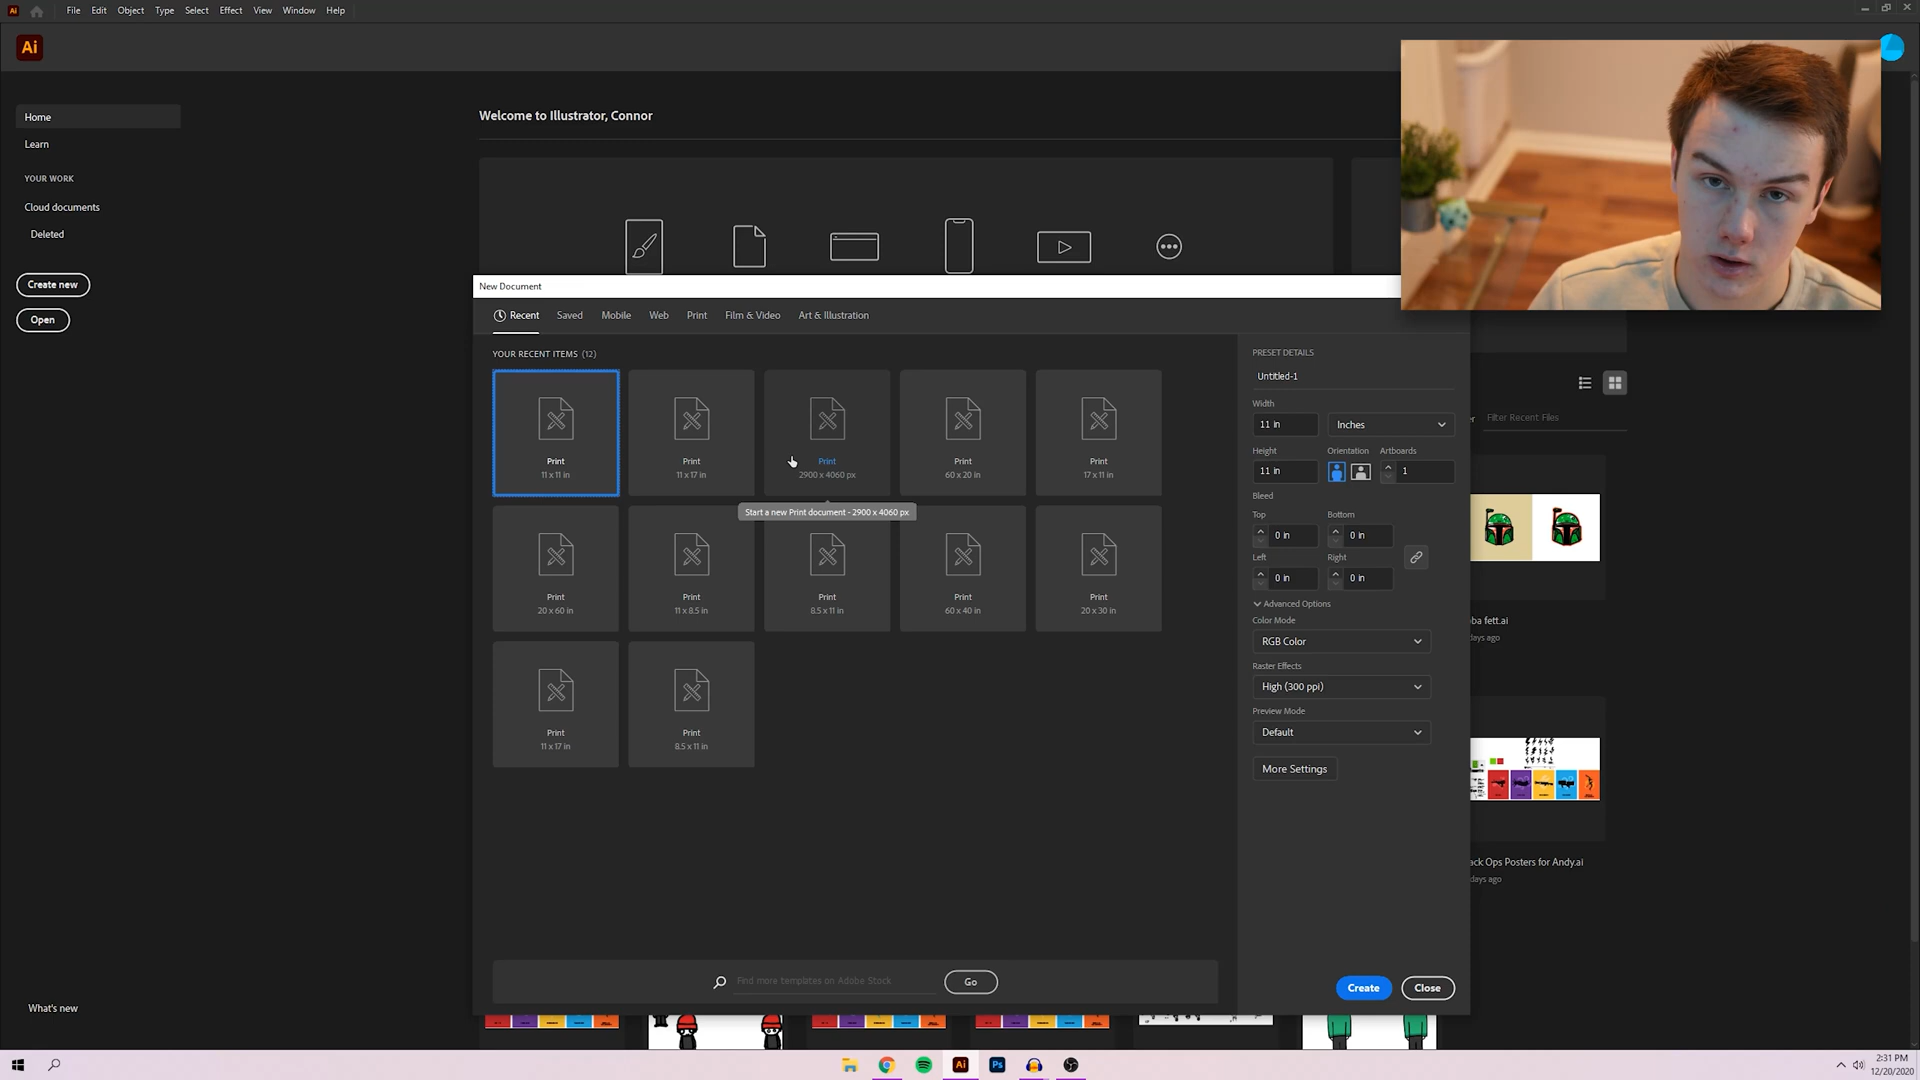 Ai File Edit Object Type Select Effect View Window Help
Ai
Home
Learn
YOUR WORK
Cloud documents
Deleted
Create new
Open
What's new
Welcome to Illustrator, Connor
New Document
Recent Saved Mobile Web Print Film & Video Art & Illustration
YOUR RECENT ITEMS (12)
Print Print Print Print Print
11 x 11 in 11 x 17 in 2900 x 4060 px 60 x 20 in 17 x 11 in
Start a new Print document - 2900 x 4060 px
Print Print Print Print Print
20 x 60 in 11 x 8.5 in 8.5 x 11 in 60 x 40 in 20 x 30 in
Print Print
11 x 17 in 8.5 x 11 in
Find more templates on Adobe Stock Go
PRESET DETAILS
Untitled-1
Width
11 in Inches
Height Orientation Artboards
11 in 1
Bleed
Top Bottom
0 in 0 in
Left Right
0 in 0 in
Advanced Options
Color Mode
RGB Color
Raster Effects
High (300 ppi)
Preview Mode
Default
More Settings
Create Close
Filter Recent Files
ba fett.ai
days ago
ack Ops Posters for Andy.ai
days ago
Ai Ps
2:31 PM
12/20/2020